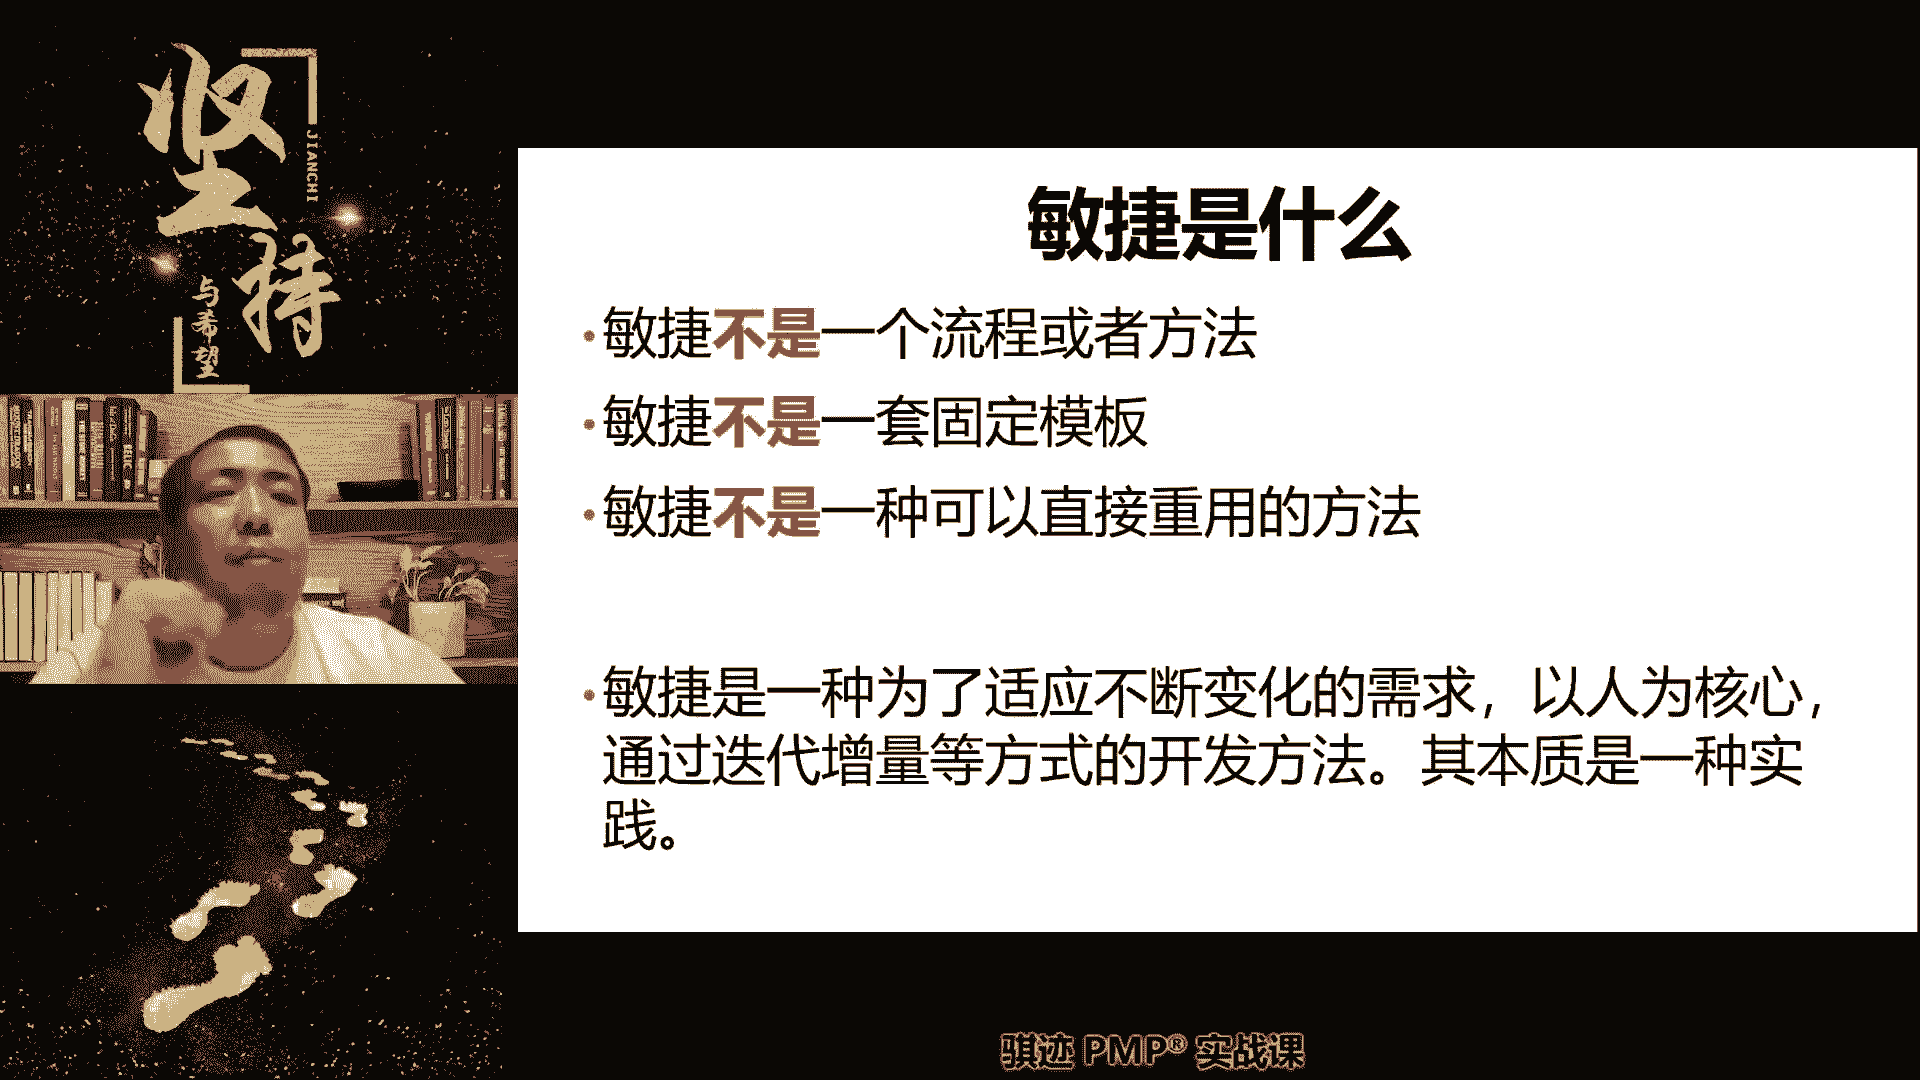 坚持
JIANCHI
与希望
敏捷是什么
•敏捷不是一个流程或者方法
•敏捷不是一套固定模板
•敏捷不是一种可以直接重用的方法
•敏捷是一种为了适应不断变化的需求，以人为核心，
通过迭代增量等方式的开发方法。其本质是一种实
践。
骐迹 PMP® 实战课